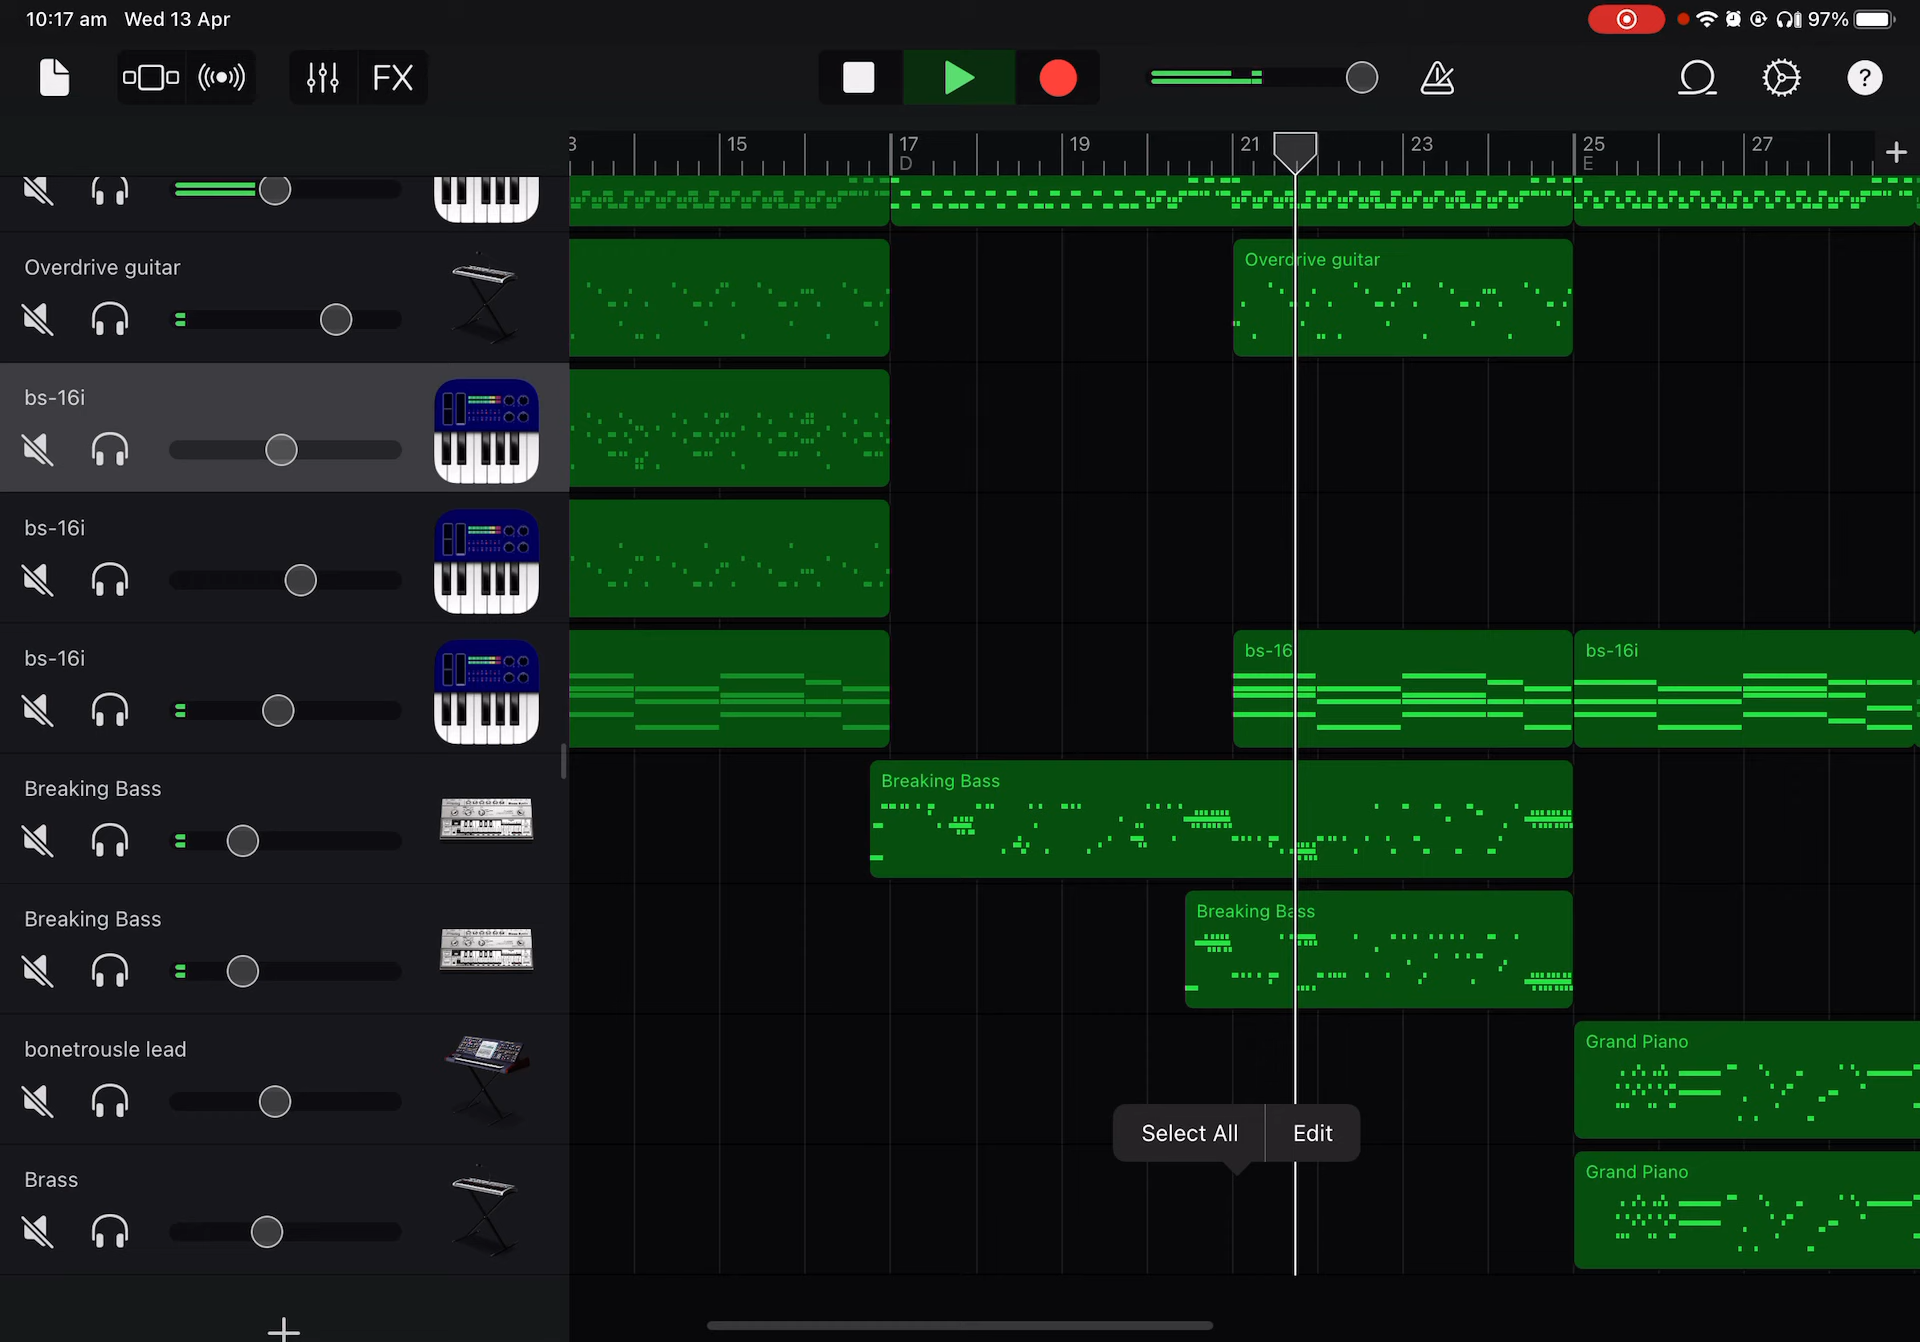 10:17 am Wed 13 Apr
97%
FX
?
3 15 17 19 21 23 25 27
D E
Overdrive guitar
Overdrive guitar
bs-16i
bs-16i
bs-16i
bs-16
bs-16i
Breaking Bass
Breaking Bass
Breaking Bass
Breaking Bass
bonetrousle lead
Grand Piano
Select All Edit
Brass
Grand Piano